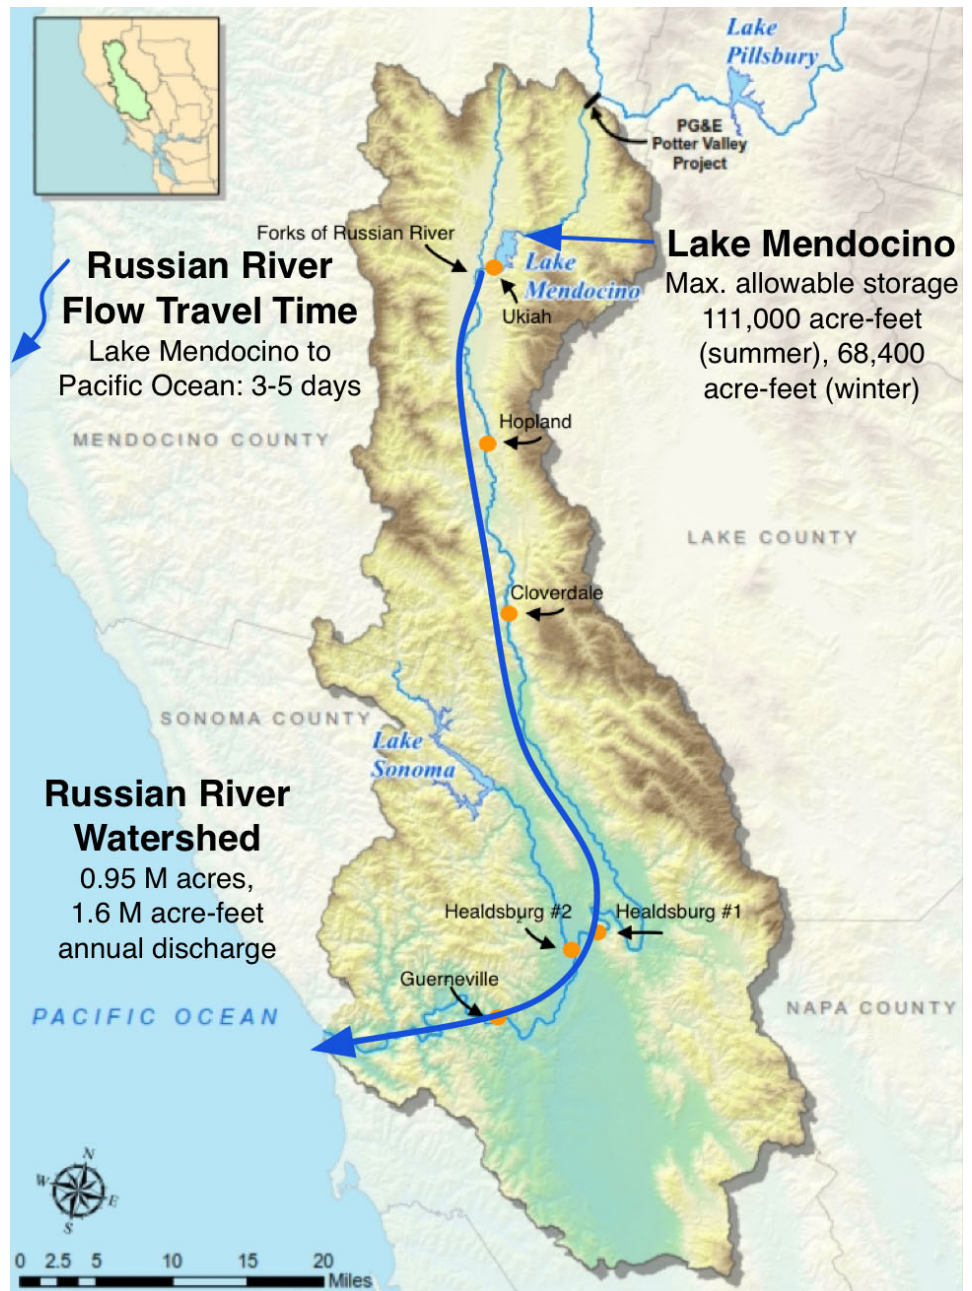 Lake
Pillsbury
PG&E
Potter Valley
Project
Forks of Russian River
Lake Mendocino
Max. allowable storage
111,000 acre-feet
(summer), 68,400
acre-feet (winter)
Russian River
Flow Travel Time
Lake Mendocino to
Pacific Ocean: 3-5 days
Lake
Mendocino
Ukiah
Hopland
MENDOCINO COUNTY
LAKE COUNTY
Cloverdale
SONOMA COUNTY
Lake
Sonoma
Russian River
Watershed
0.95 M acres,
1.6 M acre-feet
annual discharge
Healdsburg #2
Healdsburg #1
Guerneville
PACIFIC OCEAN
NAPA COUNTY
N
W
E
S
0 2.5 5 10 15 20
Miles